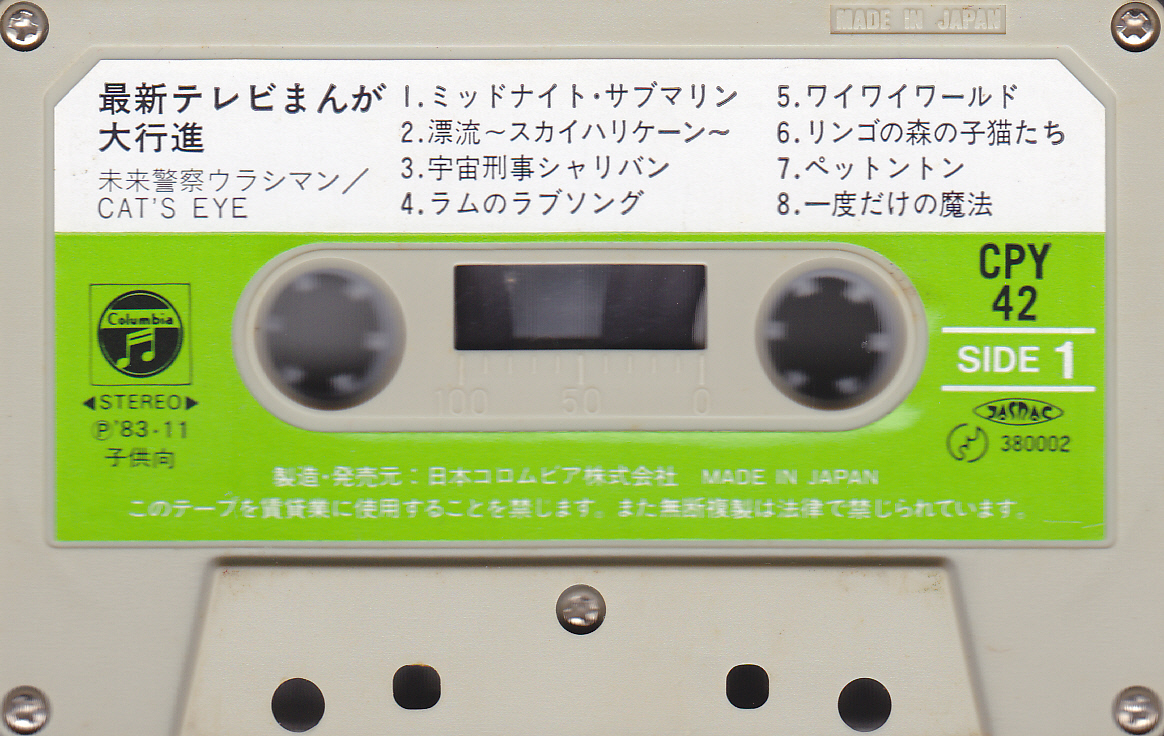 MADE IN JAPAN
最新テレビまんが
大行進
未来警察ウラシマン／
CAT'S EYE
1.ミッドナイト・サブマリン
2.漂流～スカイハリケーン～
3.宇宙刑事シャリバン
4.ラムのラブソング
5.ワイワイワールド
6.リンゴの森の子猫たち
7.ペットントン
8.一度だけの魔法
Columbia
◀STEREO▶
Ⓟ'83・11
子供向
100 50 0
CPY
42
SIDE 1
JASRAC
380002
製造・発売元：日本コロムビア株式会社 MADE IN JAPAN
このテープを賃貸業に使用することを禁じます。また無断複製は法律で禁じられています。